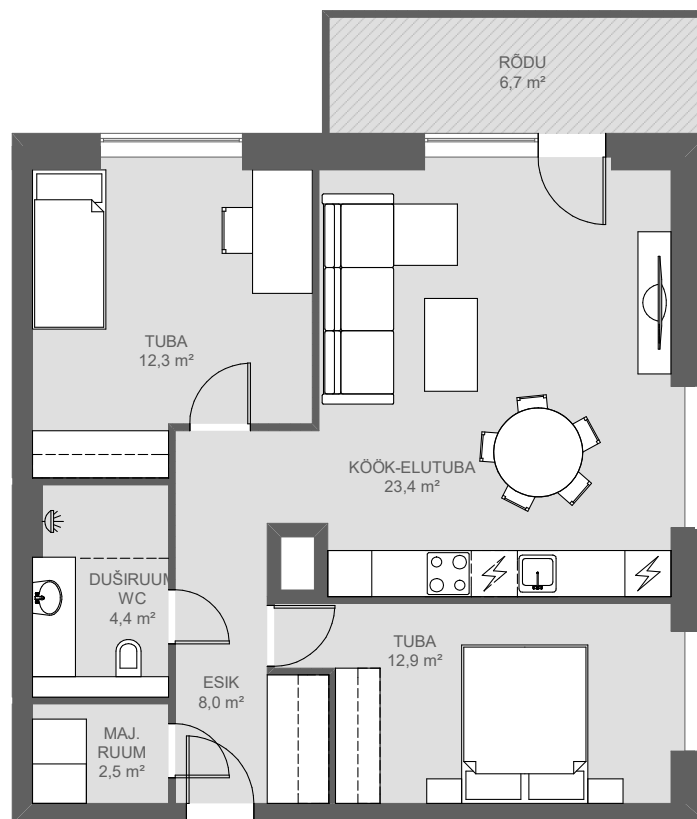 RÕDU
6,7 m²
TUBA
12,3 m²
KÖÖK-ELUTUBA
23,4 m²
DUŠIRUUM
WC
4,4 m²
TUBA
12,9 m²
ESIK
8,0 m²
MAJ.
RUUM
2,5 m²